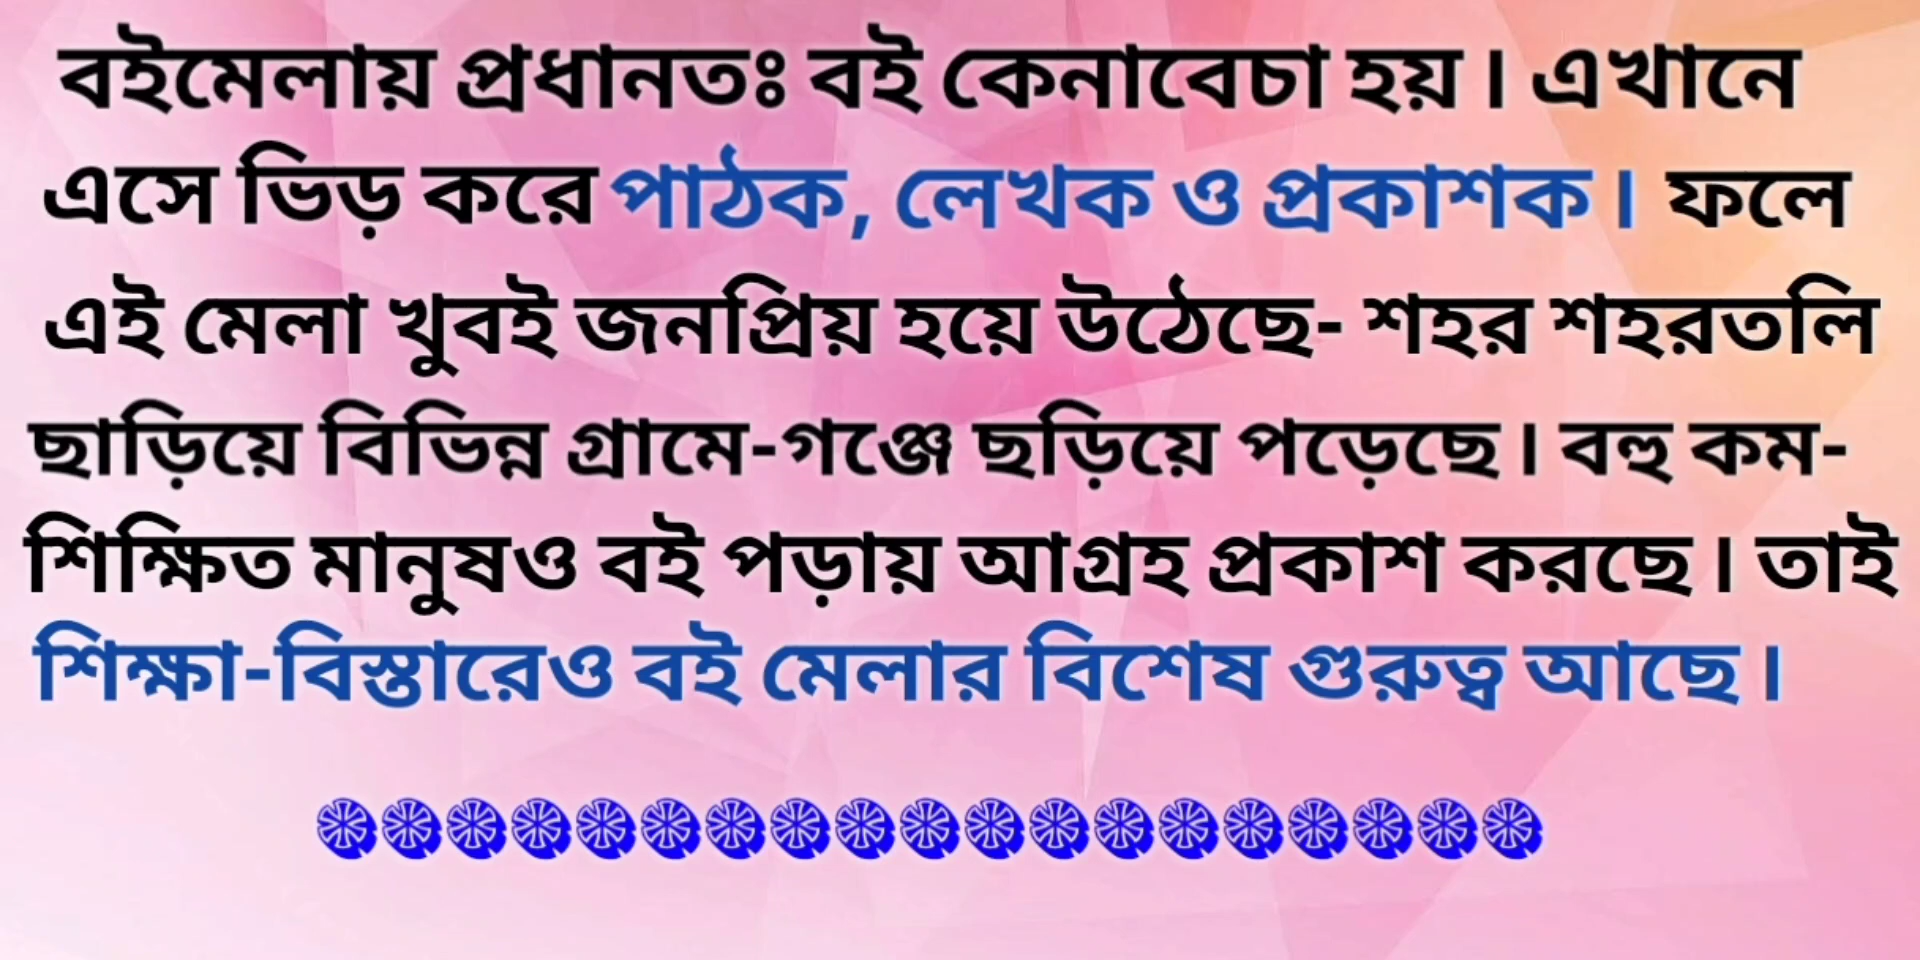 বইমেলায় প্রধানতঃ বই কেনাবেচা হয়। এখানে
এসে ভিড় করে পাঠক, লেখক ও প্রকাশক। ফলে
এই মেলা খুবই জনপ্রিয় হয়ে উঠেছে- শহর শহরতলি
ছাড়িয়ে বিভিন্ন গ্রামে-গঞ্জে ছড়িয়ে পড়েছে। বহু কম-
শিক্ষিত মানুষও বই পড়ায় আগ্রহ প্রকাশ করছে। তাই
শিক্ষা-বিস্তারেও বই মেলার বিশেষ গুরুত্ব আছে।